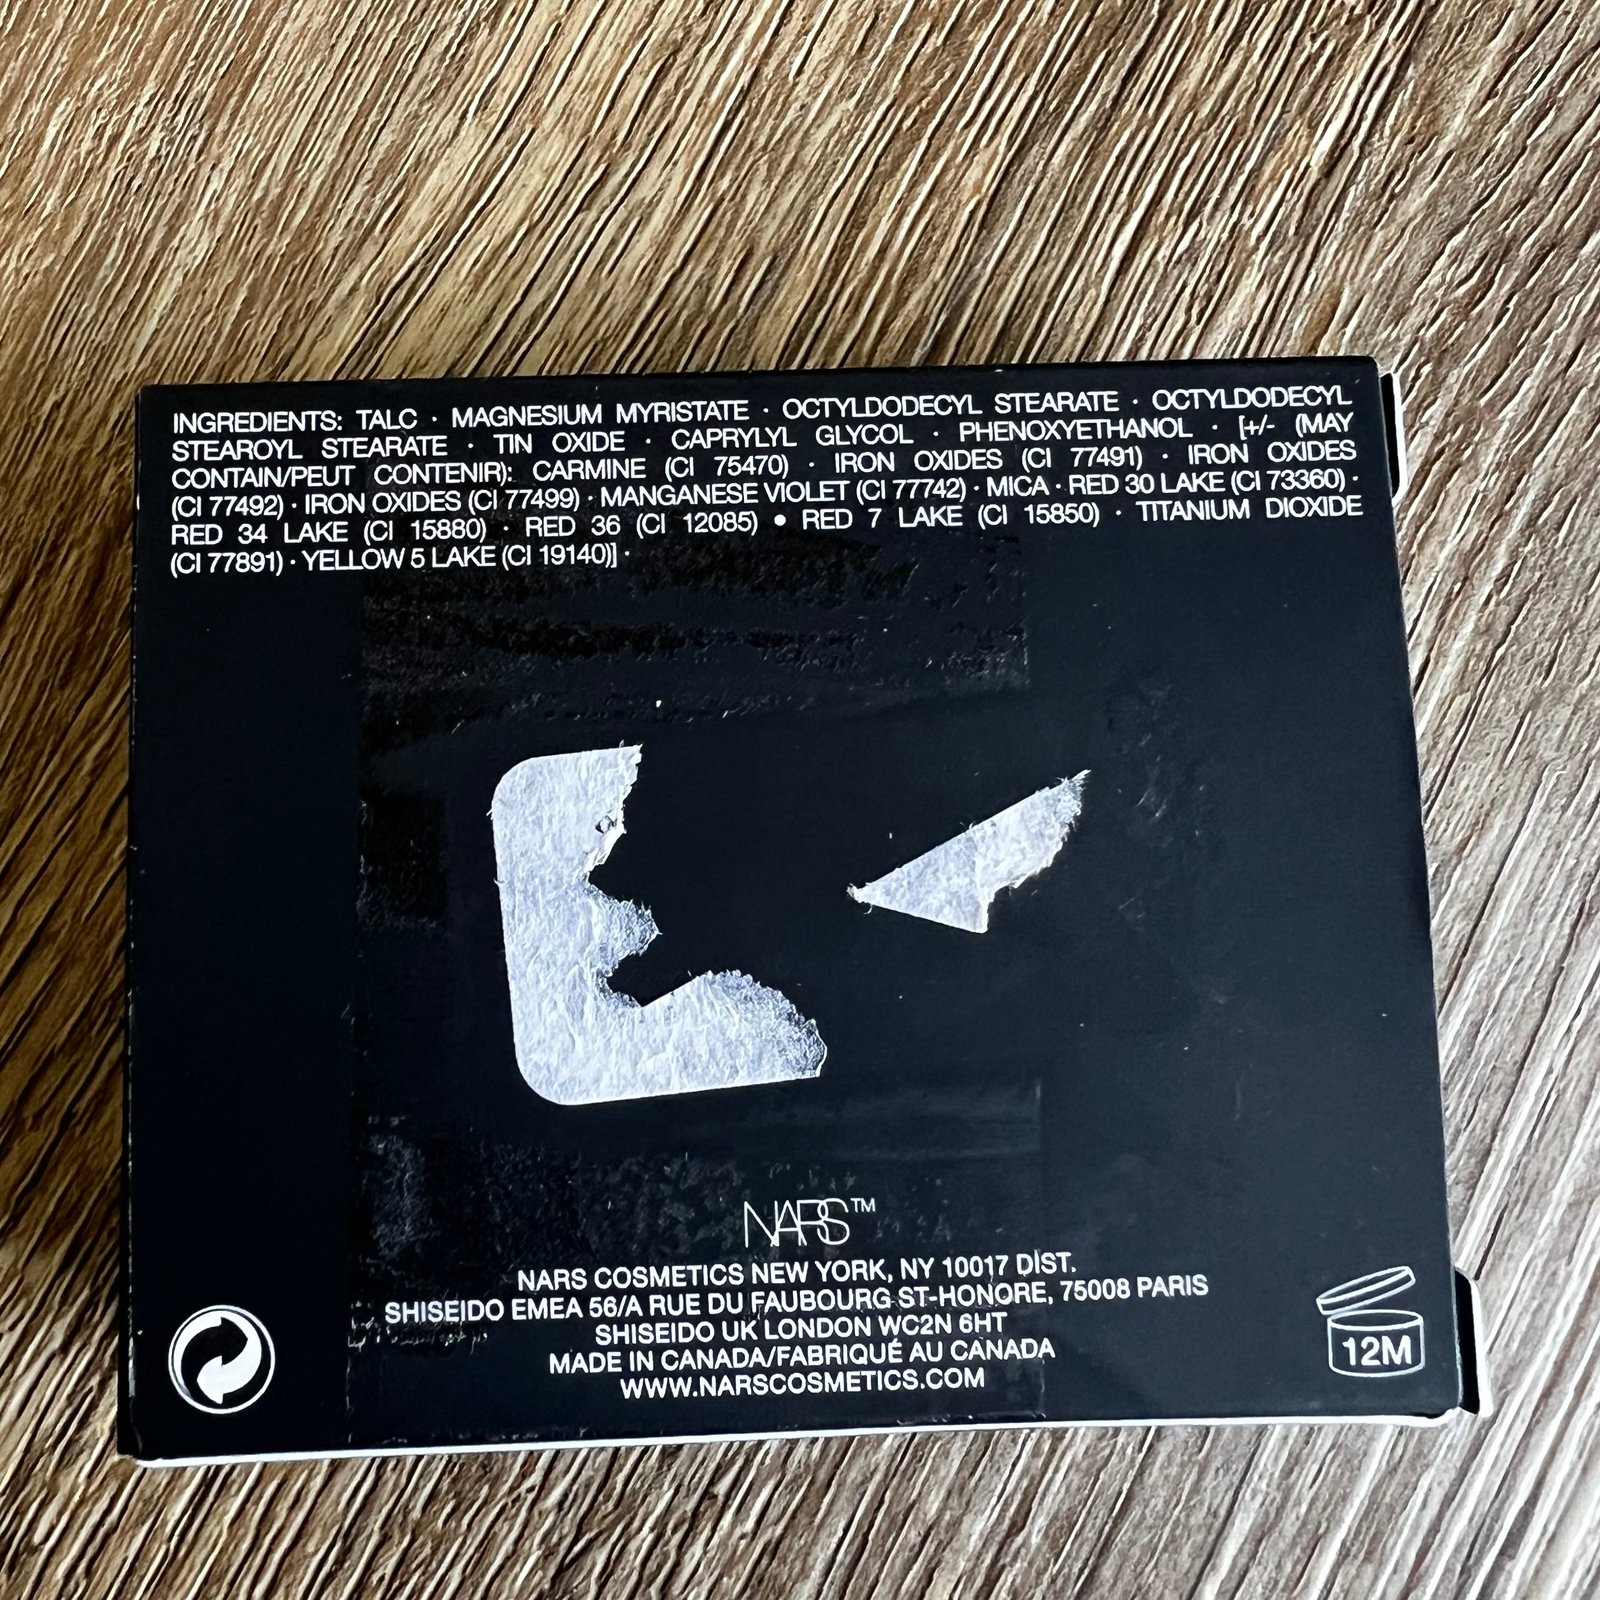 INGREDIENTS: TALC · MAGNESIUM MYRISTATE · OCTYLDODECYL STEARATE · OCTYLDODECYL
STEAROYL STEARATE · TIN OXIDE · CAPRYLYL GLYCOL · PHENOXYETHANOL · [+/- (MAY
CONTAIN/PEUT CONTENIR): CARMINE (CI 75470) · IRON OXIDES (CI 77491) · IRON OXIDES
(CI 77492) · IRON OXIDES (CI 77499) · MANGANESE VIOLET (CI 77742) · MICA · RED 30 LAKE (CI 73360) ·
RED 34 LAKE (CI 15880) · RED 36 (CI 12085) • RED 7 LAKE (CI 15850) · TITANIUM DIOXIDE
(CI 77891) · YELLOW 5 LAKE (CI 19140)] ·
NARS™
NARS COSMETICS NEW YORK, NY 10017 DIST.
SHISEIDO EMEA 56/A RUE DU FAUBOURG ST-HONORE, 75008 PARIS
SHISEIDO UK LONDON WC2N 6HT
MADE IN CANADA/FABRIQUÉ AU CANADA
WWW.NARSCOSMETICS.COM
12M